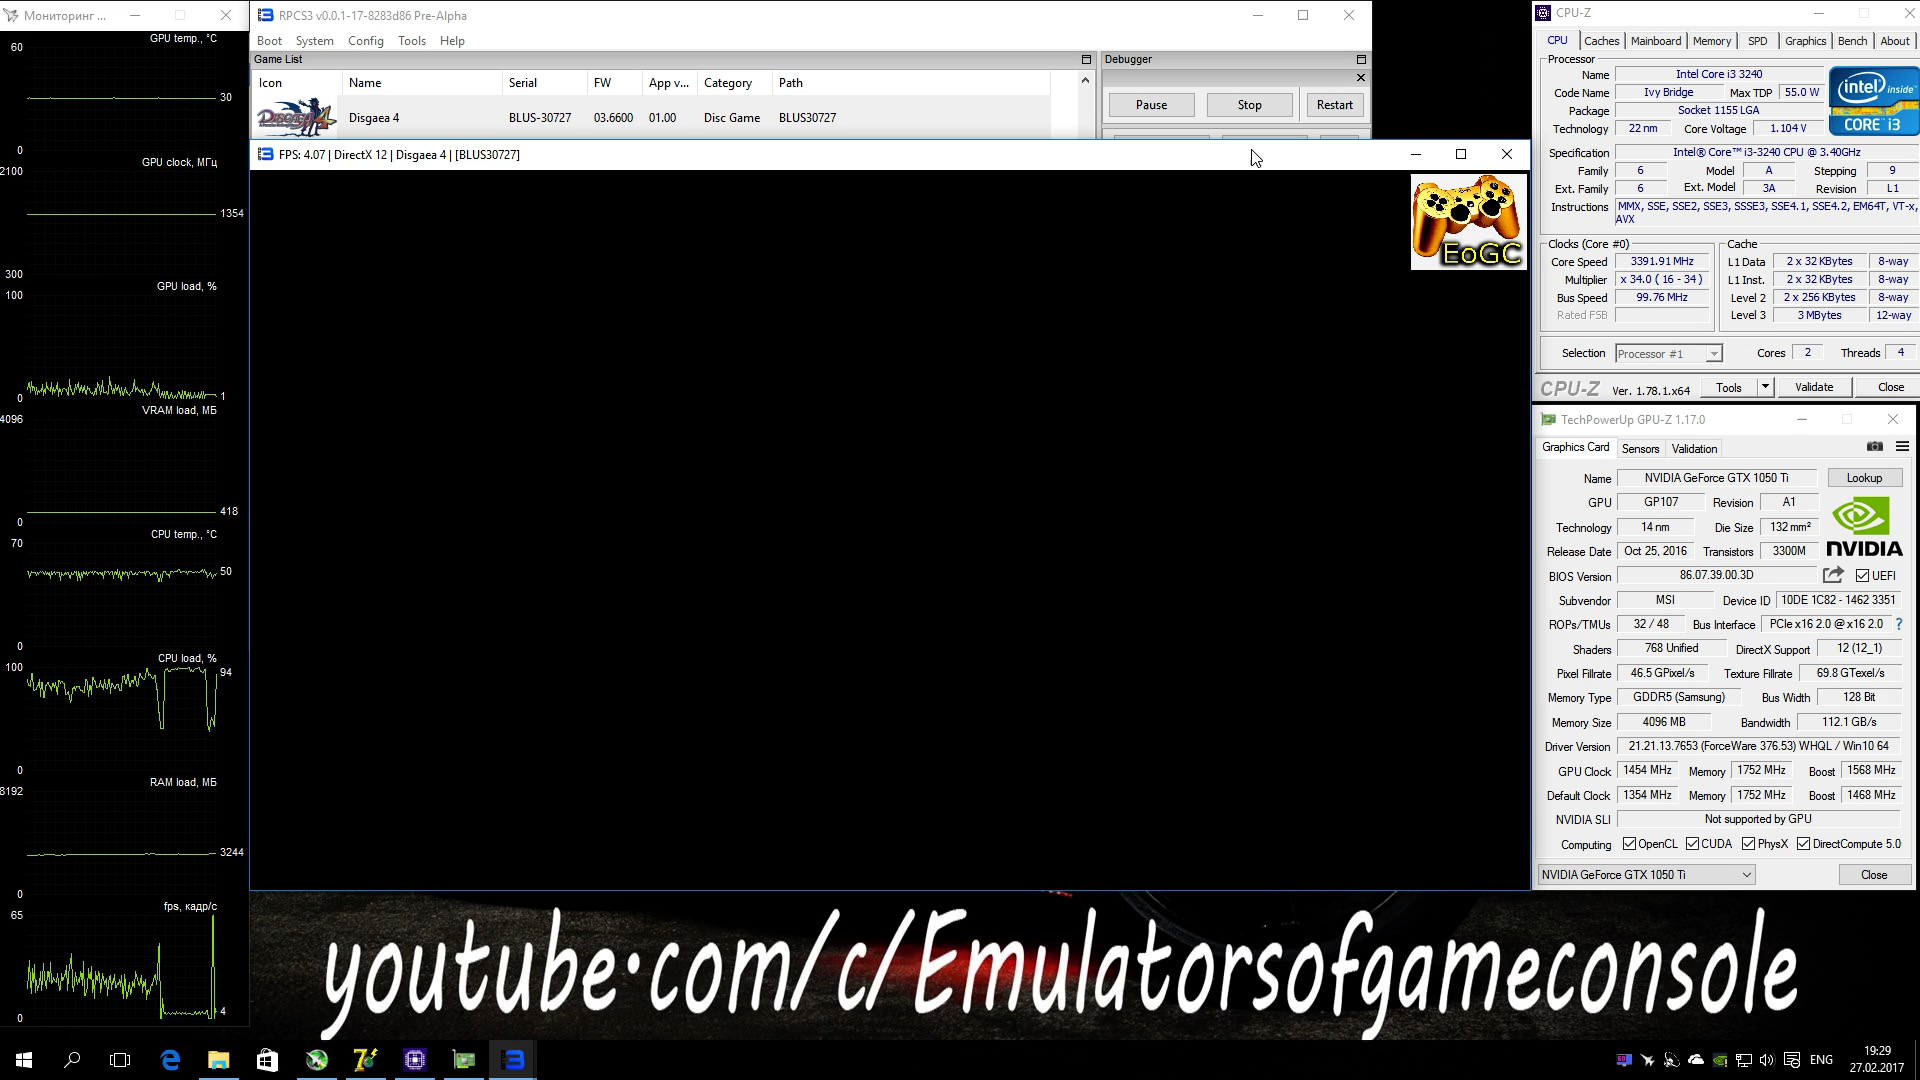 Мониторинг ...
GPU temp., °C
60
30
0
GPU clock, МГц
2100
1354
300
GPU load, %
100
1
0
VRAM load, МБ
4096
418
0
CPU temp., °C
70
50
0
CPU load, %
100
94
0
RAM load, МБ
8192
3244
0
fps, кадр/с
65
4
0
RPCS3 v0.0.1-17-8283d86 Pre-Alpha
Boot System Config Tools Help
Game List
Icon Name Serial FW App v... Category Path
DISGAEA 4
Disgaea 4 BLUS-30727 03.6600 01.00 Disc Game BLUS30727
Debugger
Pause Stop Restart
FPS: 4.07 | DirectX 12 | Disgaea 4 | [BLUS30727]
EoGC
CPU-Z
CPU Caches Mainboard Memory SPD Graphics Bench About
Processor
Name Intel Core i3 3240
Code Name Ivy Bridge Max TDP 55.0 W
Package Socket 1155 LGA
Technology 22 nm Core Voltage 1.104 V
intel inside™
CORE™ i3
Specification Intel® Core™ i3-3240 CPU @ 3.40GHz
Family 6 Model A Stepping 9
Ext. Family 6 Ext. Model 3A Revision L1
Instructions MMX, SSE, SSE2, SSE3, SSSE3, SSE4.1, SSE4.2, EM64T, VT-x,
AVX
Clocks (Core #0)
Core Speed 3391.91 MHz
Multiplier x 34.0 ( 16 - 34 )
Bus Speed 99.76 MHz
Rated FSB
Cache
L1 Data 2 x 32 KBytes 8-way
L1 Inst. 2 x 32 KBytes 8-way
Level 2 2 x 256 KBytes 8-way
Level 3 3 MBytes 12-way
Selection Processor #1 Cores 2 Threads 4
CPU-Z Ver. 1.78.1.x64 Tools Validate Close
TechPowerUp GPU-Z 1.17.0
Graphics Card Sensors Validation
Name NVIDIA GeForce GTX 1050 Ti Lookup
GPU GP107 Revision A1
Technology 14 nm Die Size 132 mm²
Release Date Oct 25, 2016 Transistors 3300M
NVIDIA
BIOS Version 86.07.39.00.3D UEFI
Subvendor MSI Device ID 10DE 1C82 - 1462 3351
ROPs/TMUs 32 / 48 Bus Interface PCIe x16 2.0 @ x16 2.0 ?
Shaders 768 Unified DirectX Support 12 (12_1)
Pixel Fillrate 46.5 GPixel/s Texture Fillrate 69.8 GTexel/s
Memory Type GDDR5 (Samsung) Bus Width 128 Bit
Memory Size 4096 MB Bandwidth 112.1 GB/s
Driver Version 21.21.13.7653 (ForceWare 376.53) WHQL / Win10 64
GPU Clock 1454 MHz Memory 1752 MHz Boost 1568 MHz
Default Clock 1354 MHz Memory 1752 MHz Boost 1468 MHz
NVIDIA SLI Not supported by GPU
Computing OpenCL CUDA PhysX DirectCompute 5.0
NVIDIA GeForce GTX 1050 Ti Close
youtube.com/c/Emulatorsofgameconsole
ENG
19:29
27.02.2017